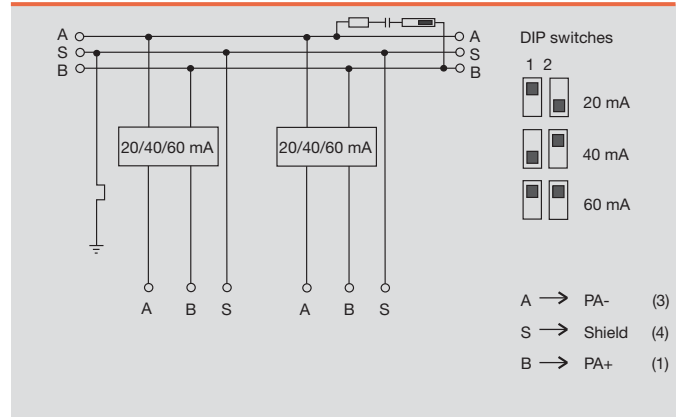 A A
S S
B B
20/40/60 mA 20/40/60 mA
A B S A B S
DIP switches
1 2
20 mA
40 mA
60 mA
A → PA- (3)
S → Shield (4)
B → PA+ (1)